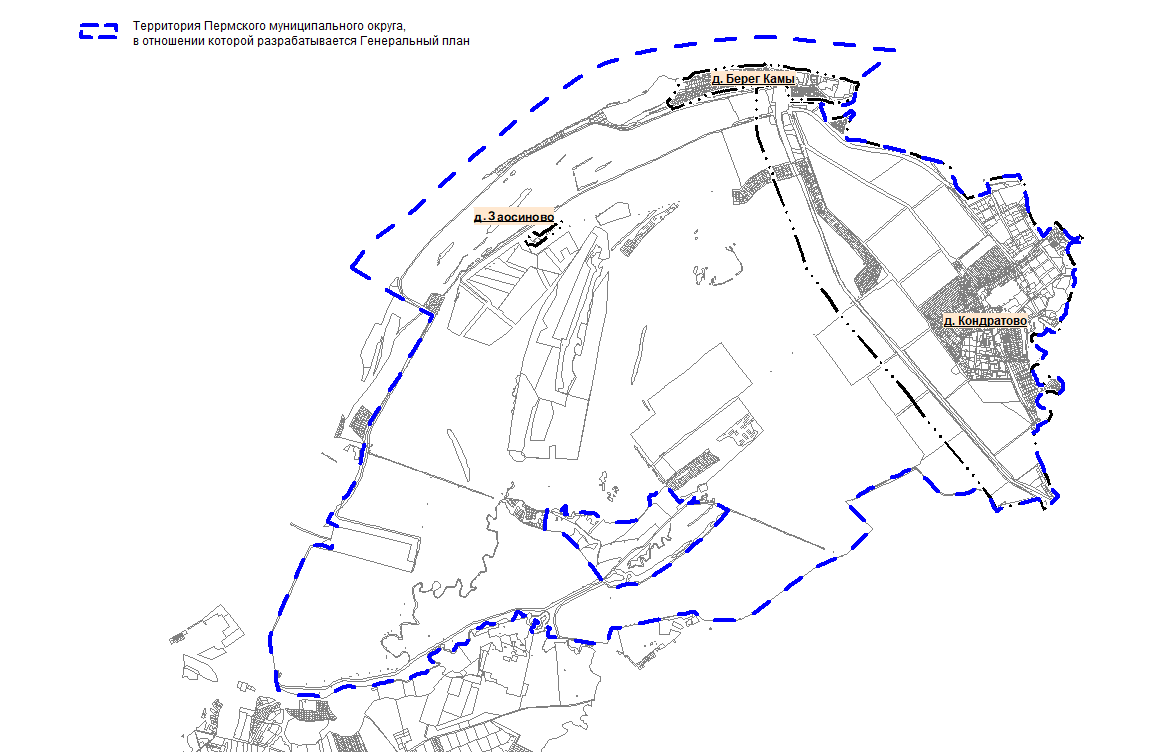 Территория Пермского муниципального округа,
в отношении которой разрабатывается Генеральный план
д. Берег Камы
д. Заосиново
д. Кондратово